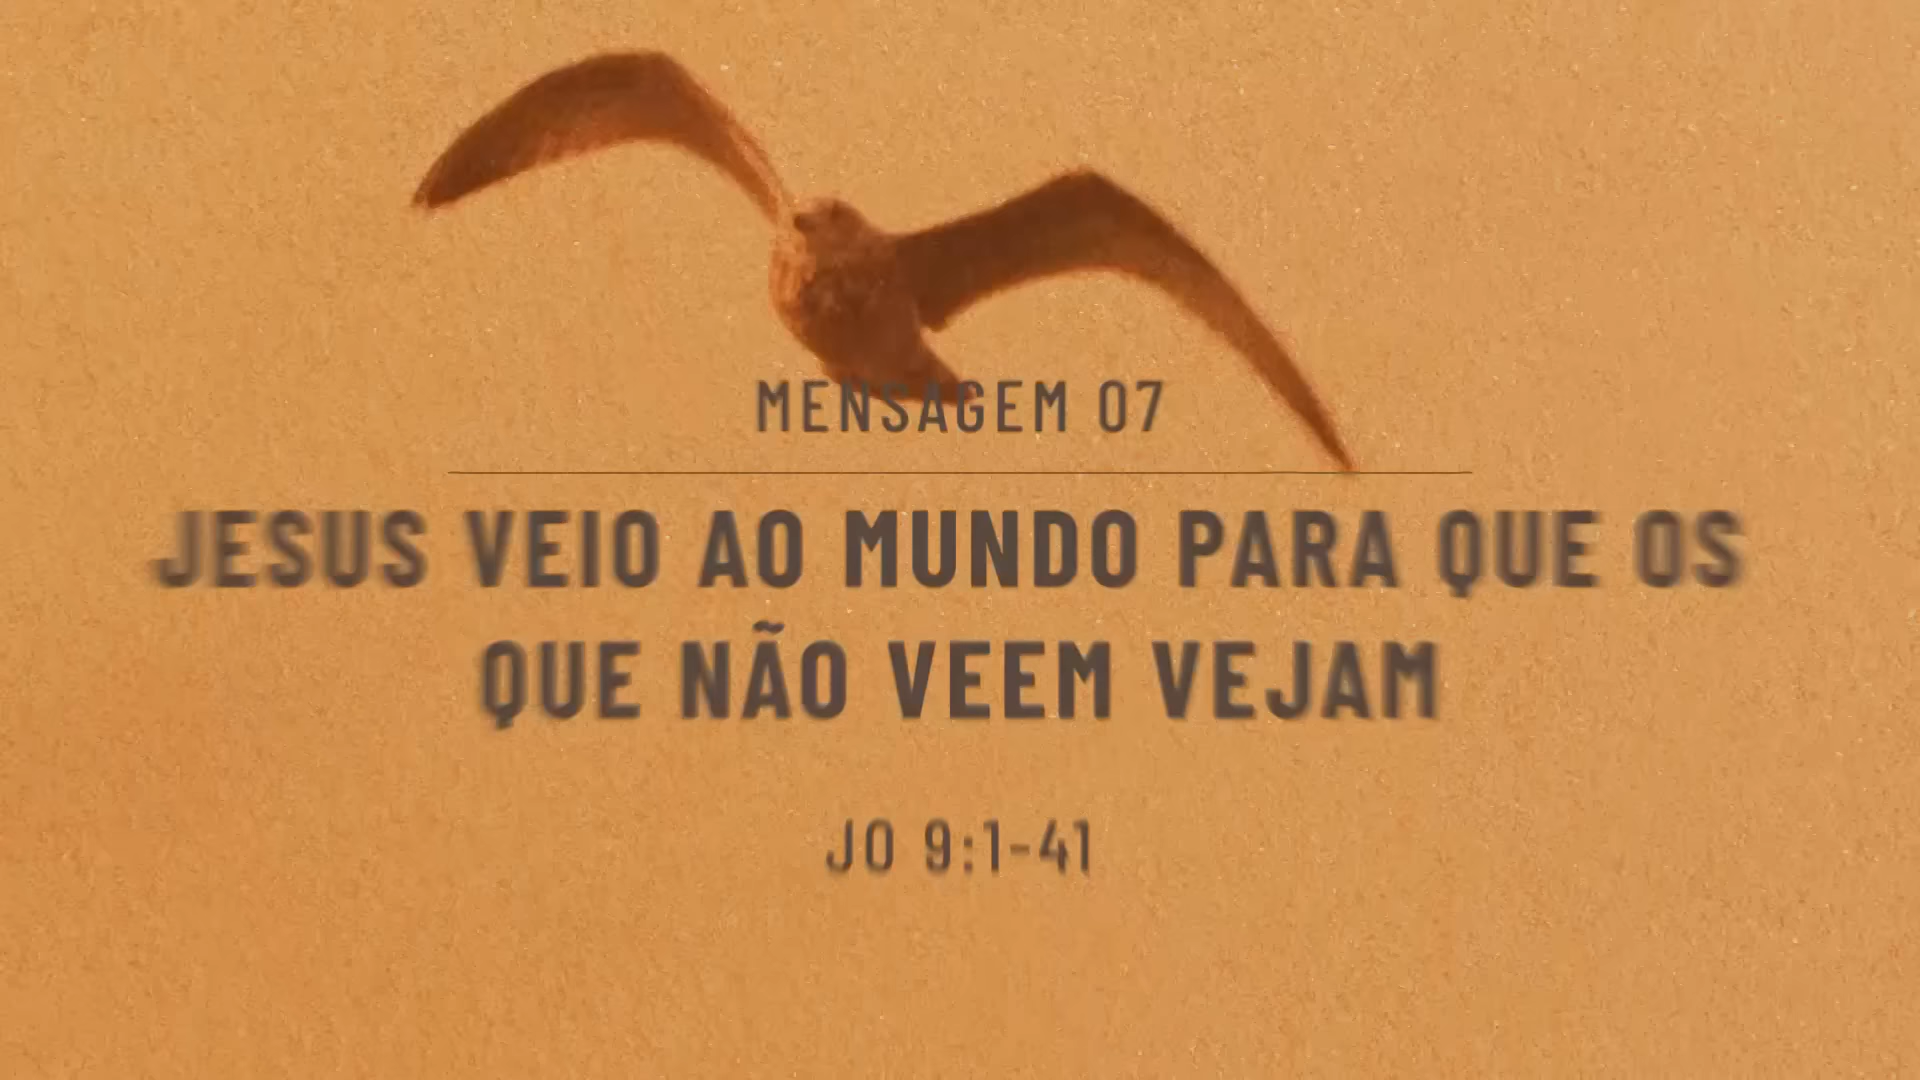 MENSAGEM 07
JESUS VEIO AO MUNDO PARA QUE OS
QUE NÃO VEEM VEJAM
JO 9:1-41